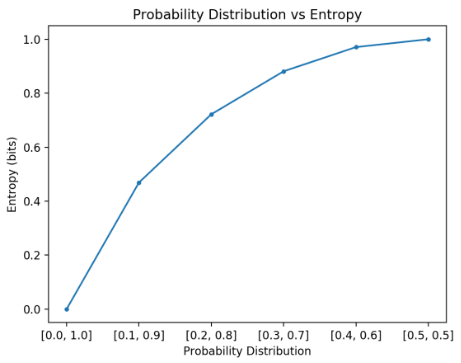 Probability Distribution vs Entropy
1.0
0.8
0.6
0.4
0.2
0.0
Entropy (bits)
[0.0, 1.0] [0.1, 0.9] [0.2, 0.8] [0.3, 0.7] [0.4, 0.6] [0.5, 0.5]
Probability Distribution